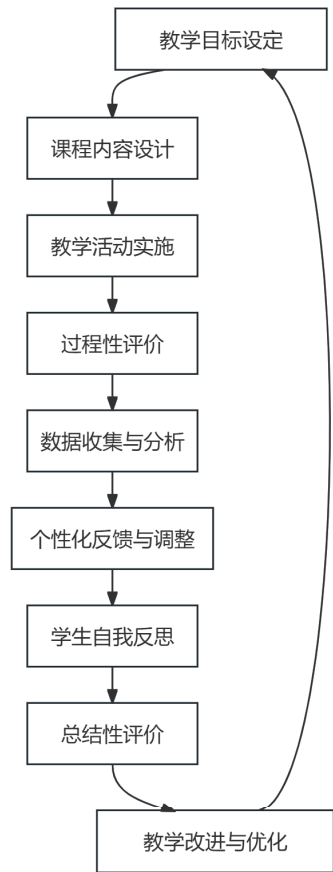 教学目标设定
课程内容设计
教学活动实施
过程性评价
数据收集与分析
个性化反馈与调整
学生自我反思
总结性评价
教学改进与优化